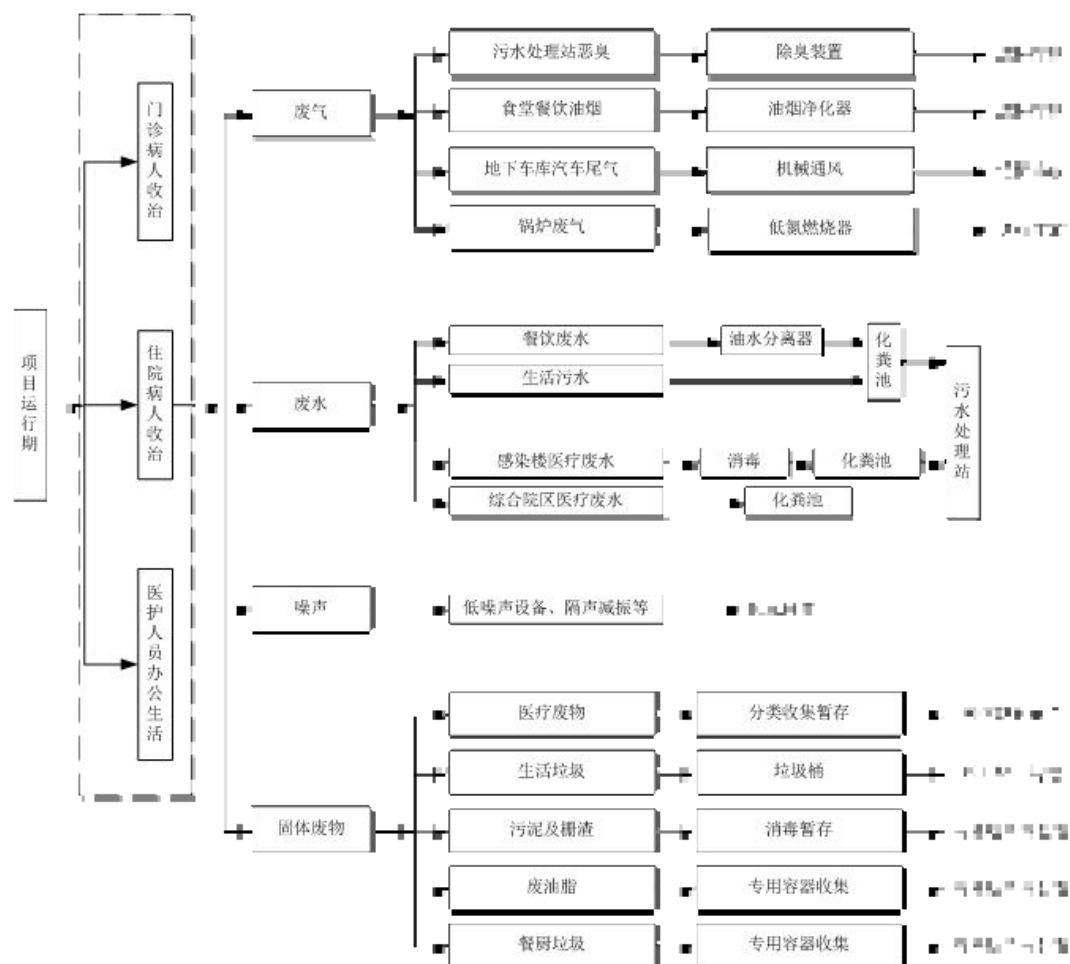 项目运行期
门诊病人收治
住院病人收治
医护人员办公生活
废气
污水处理站恶臭
除臭装置
食堂餐饮油烟
油烟净化器
地下车库汽车尾气
机械通风
锅炉废气
低氮燃烧器
废水
餐饮废水
油水分离器
化粪池
生活污水
感染楼医疗废水
消毒
化粪池
综合院区医疗废水
化粪池
污水处理站
噪声
低噪声设备、隔声减振等
固体废物
医疗废物
分类收集暂存
生活垃圾
垃圾桶
污泥及栅渣
消毒暂存
废油脂
专用容器收集
餐厨垃圾
专用容器收集